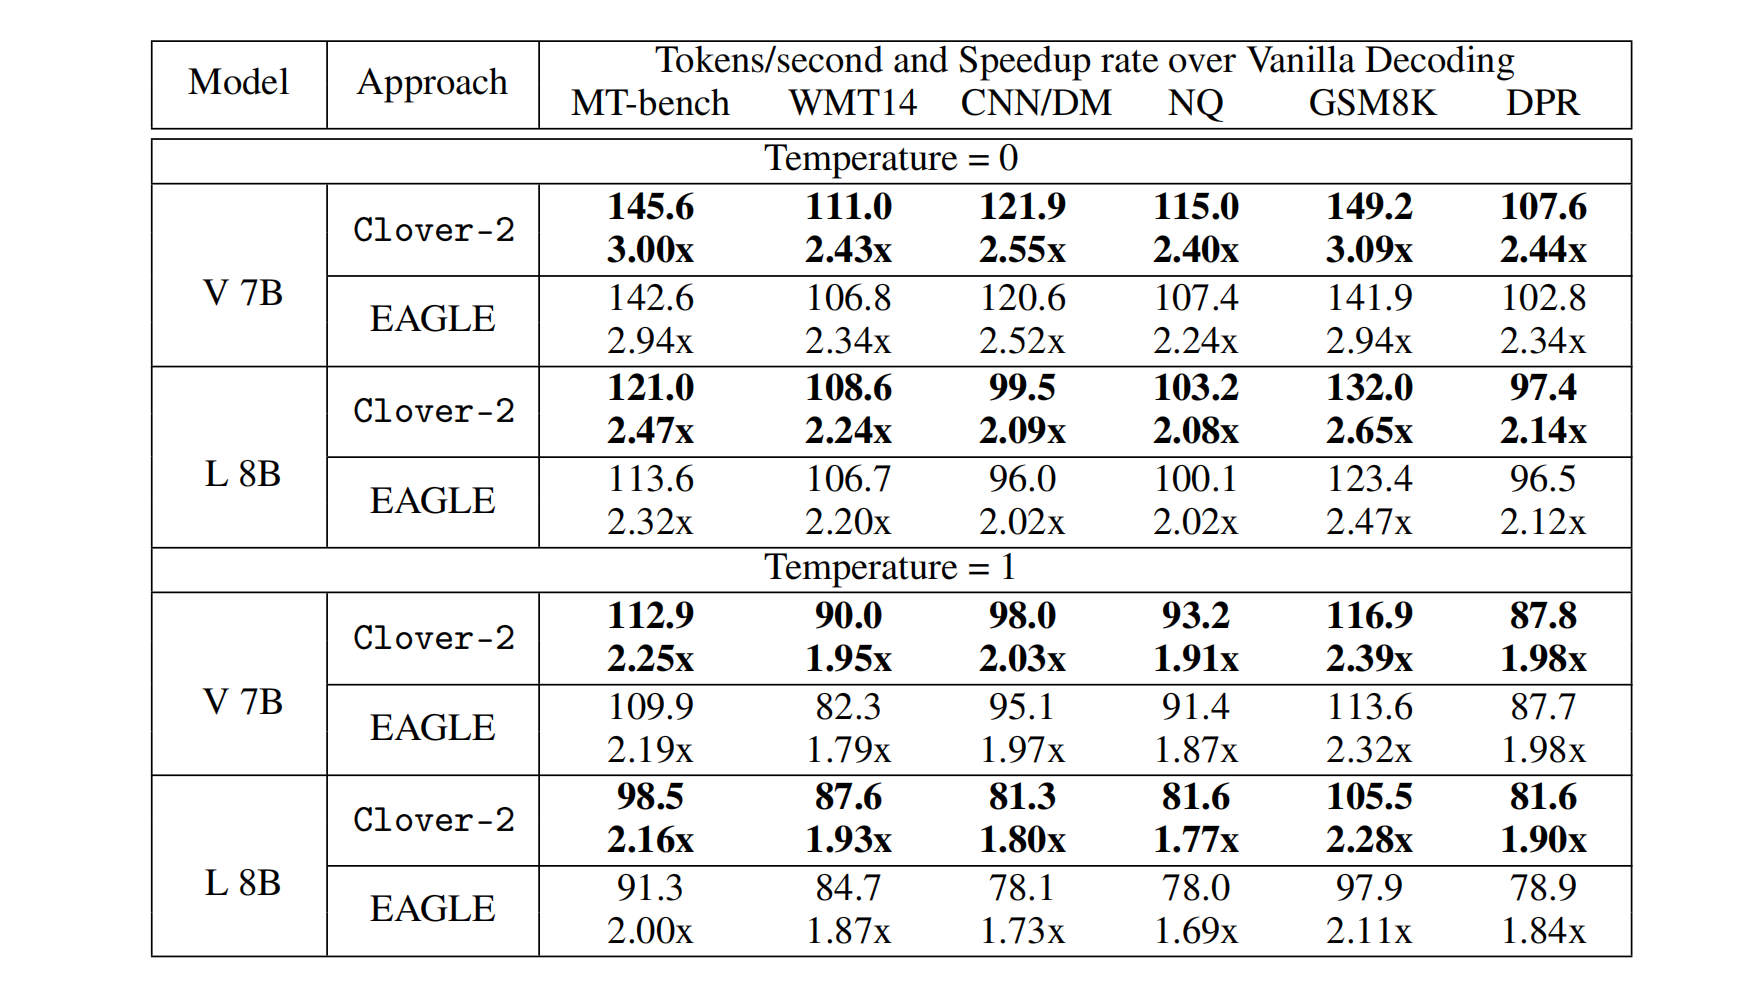 Model Approach Tokens/second and Speedup rate over Vanilla Decoding
MT-bench WMT14 CNN/DM NQ GSM8K DPR
Temperature = 0
V 7B Clover-2 145.6 111.0 121.9 115.0 149.2 107.6
3.00x 2.43x 2.55x 2.40x 3.09x 2.44x
EAGLE 142.6 106.8 120.6 107.4 141.9 102.8
2.94x 2.34x 2.52x 2.24x 2.94x 2.34x
L 8B Clover-2 121.0 108.6 99.5 103.2 132.0 97.4
2.47x 2.24x 2.09x 2.08x 2.65x 2.14x
EAGLE 113.6 106.7 96.0 100.1 123.4 96.5
2.32x 2.20x 2.02x 2.02x 2.47x 2.12x
Temperature = 1
V 7B Clover-2 112.9 90.0 98.0 93.2 116.9 87.8
2.25x 1.95x 2.03x 1.91x 2.39x 1.98x
EAGLE 109.9 82.3 95.1 91.4 113.6 87.7
2.19x 1.79x 1.97x 1.87x 2.32x 1.98x
L 8B Clover-2 98.5 87.6 81.3 81.6 105.5 81.6
2.16x 1.93x 1.80x 1.77x 2.28x 1.90x
EAGLE 91.3 84.7 78.1 78.0 97.9 78.9
2.00x 1.87x 1.73x 1.69x 2.11x 1.84x